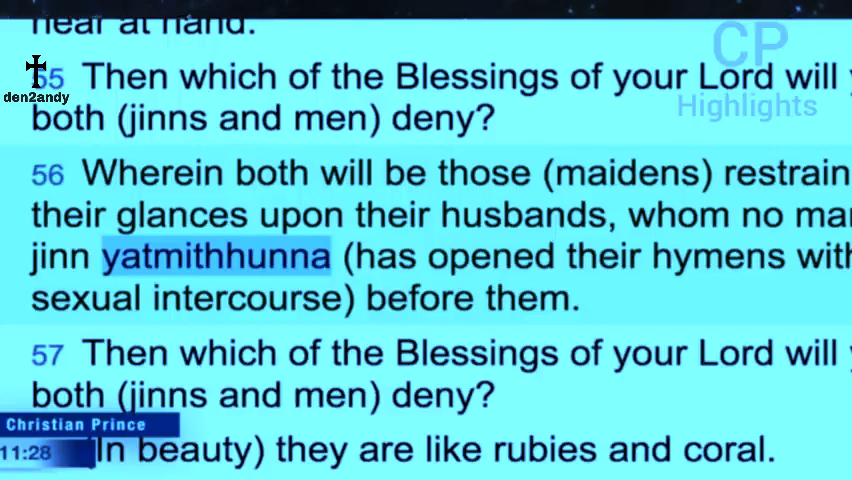 near at hand.
CP
Highlights
den2andy
55 Then which of the Blessings of your Lord will
both (jinns and men) deny?
56 Wherein both will be those (maidens) restrain
their glances upon their husbands, whom no
jinn yatmithhunna (has opened their hymens with
sexual intercourse) before them.
57 Then which of the Blessings of your Lord will
both (jinns and men) deny?
Christian Prince
11:28
In beauty) they are like rubies and coral.